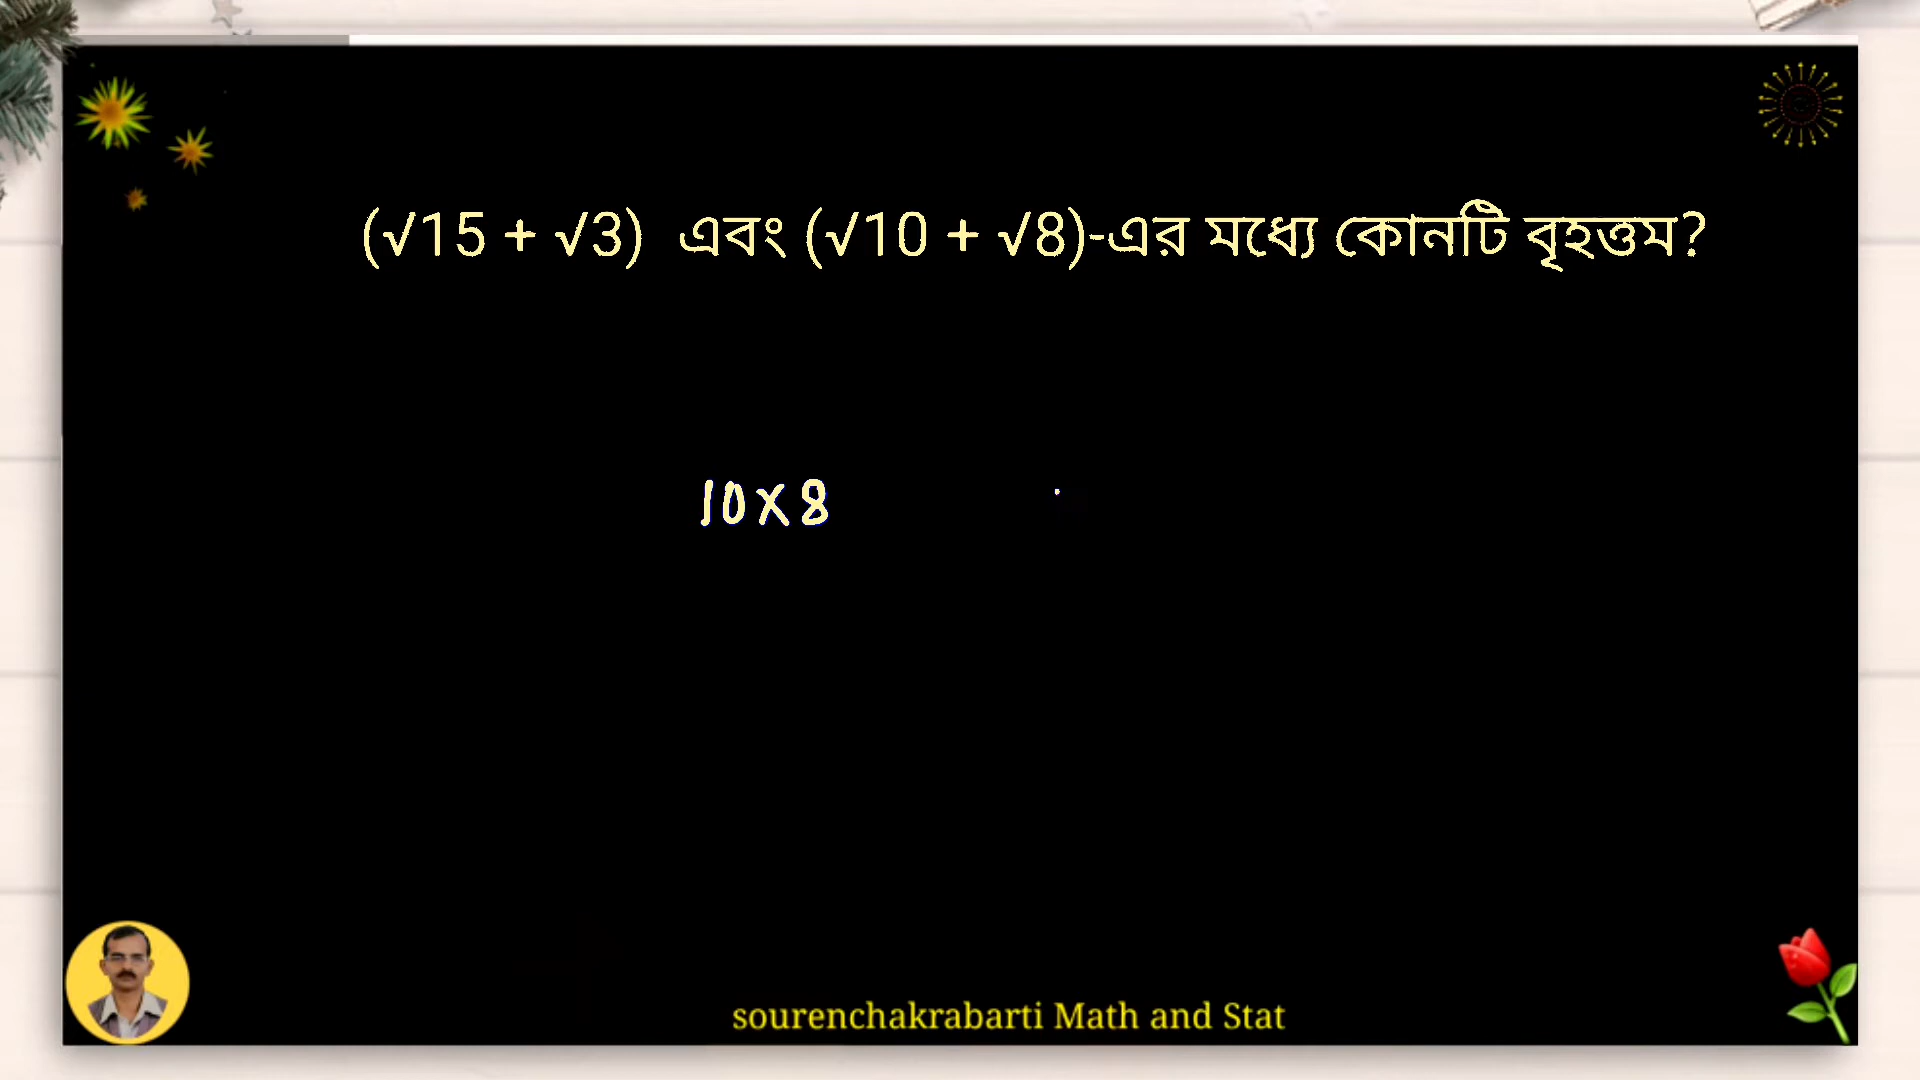 (√15 + √3) এবং (√10 + √8)-এর মধ্যে কোনটি বৃহত্তম?
10×8
sourenchakrabarti Math and Stat